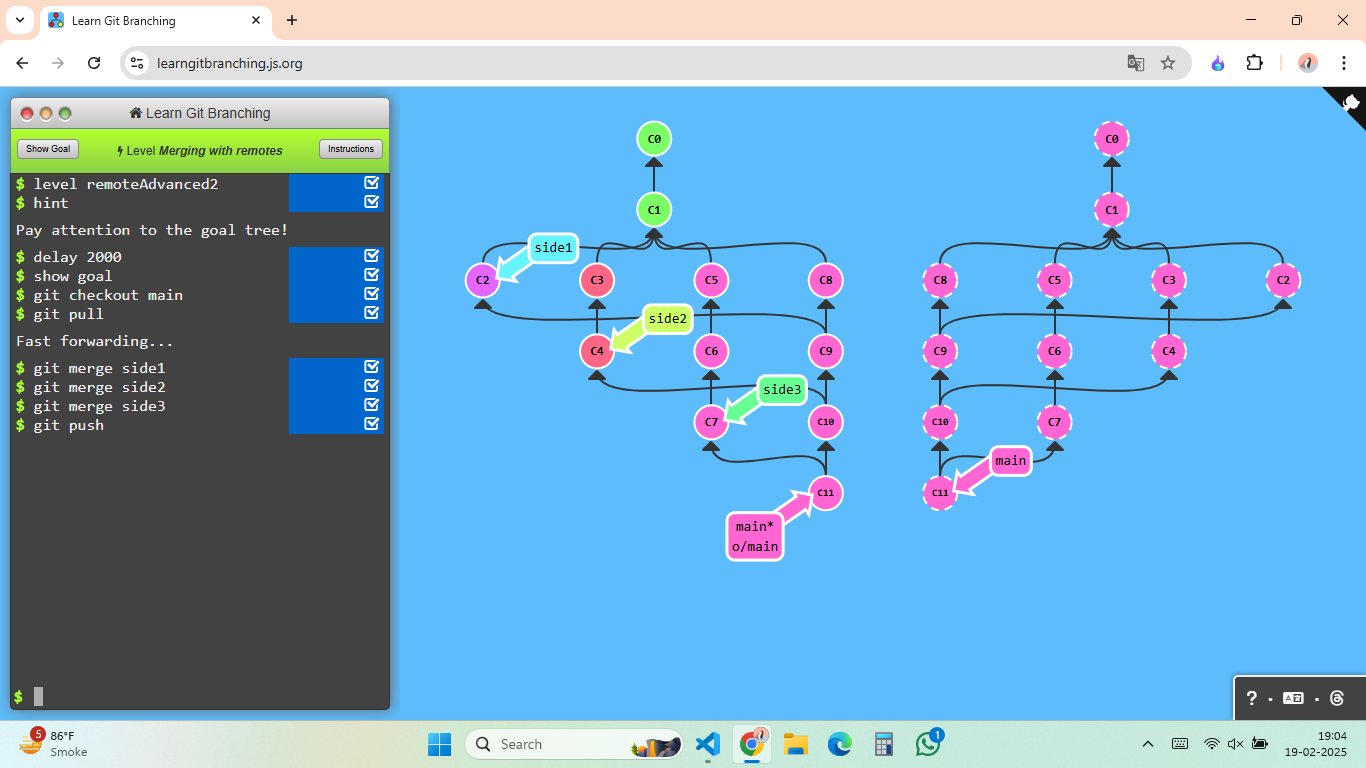 Learn Git Branching
learngitbranching.js.org
Learn Git Branching
Show Goal
Level Merging with remotes
Instructions
$ level remoteAdvanced2
$ hint
Pay attention to the goal tree!
$ delay 2000
$ show goal
$ git checkout main
$ git pull
Fast forwarding...
$ git merge side1
$ git merge side2
$ git merge side3
$ git push
$
C0
C1
side1
C2
C3
C5
C8
side2
C4
C6
C9
side3
C7
C10
C11
main*
o/main
C0
C1
C8
C5
C3
C2
C9
C6
C4
C10
C7
main
C11
?
5
86°F
Smoke
Search
1
19:04
19-02-2025